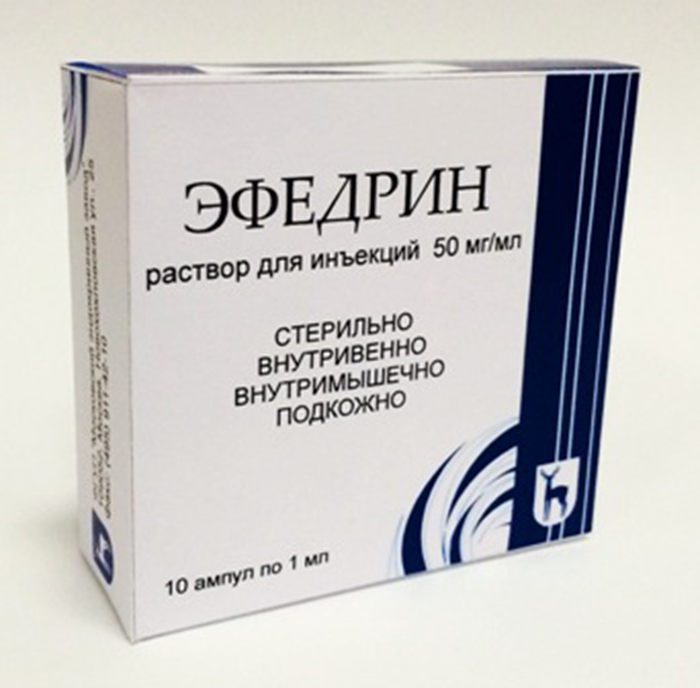 ЭФЕДРИН
раствор для инъекций 50 мг/мл
СТЕРИЛЬНО
ВНУТРИВЕННО
ВНУТРИМЫШЕЧНО
ПОДКОЖНО
10 ампул по 1 мл